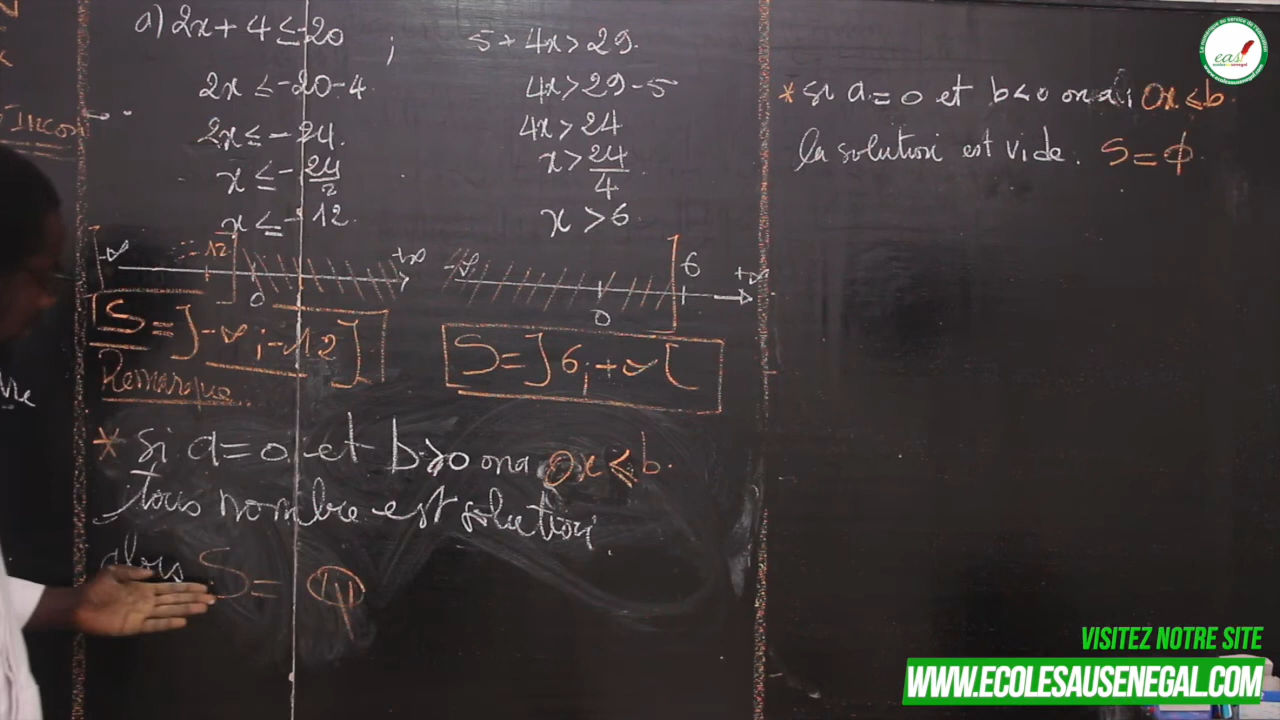 a) 2x + 4 ≤ -20 ; 5 + 4x > 29
2x ≤ -20 - 4
4x > 29 - 5
2x ≤ - 24
4x > 24
x ≤ - 24/2
x > 24/4
x ≤ - 12
x > 6
-∞ -12 0 +∞
-∞ 0 6 +∞
S = ]-∞ ; -12]
S = ]6 ; +∞[
Remarque
* si a = 0 et b > 0 on a 0x ≤ b.
tous nombre est solution.
alors S = ℚ
* si a = 0 et b < 0 on a : 0x ≤ b
la solution est vide. S = ϕ
eas
VISITEZ NOTRE SITE
WWW.ECOLESAUSENEGAL.COM